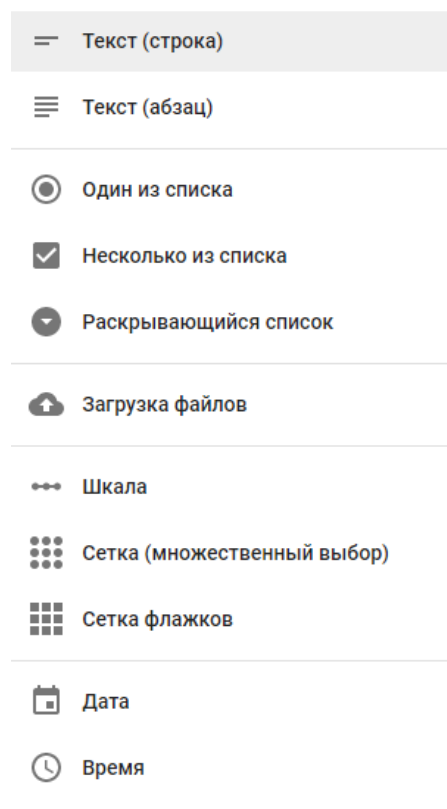 Текст (строка)
Текст (абзац)
Один из списка
Несколько из списка
Раскрывающийся список
Загрузка файлов
Шкала
Сетка (множественный выбор)
Сетка флажков
Дата
Время